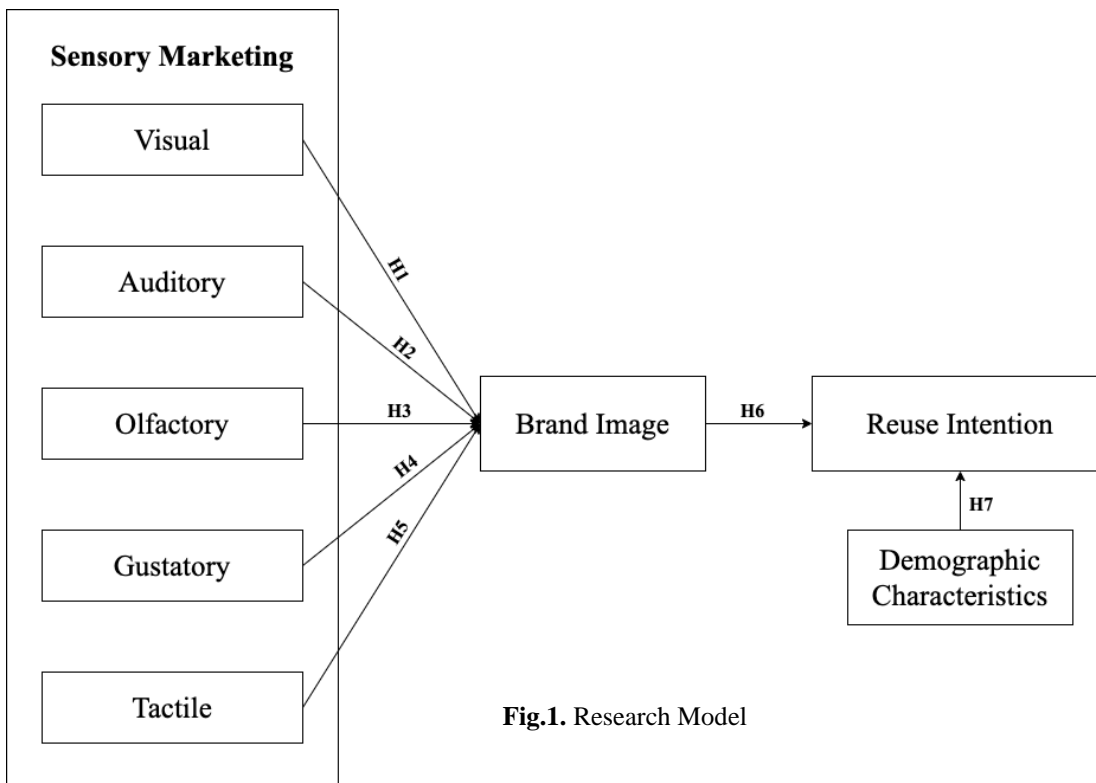 Sensory Marketing
Visual
Auditory
Olfactory
Gustatory
Tactile
H1
H2
H3
H4
H5
Brand Image
H6
Reuse Intention
H7
Demographic
Characteristics
Fig.1. Research Model